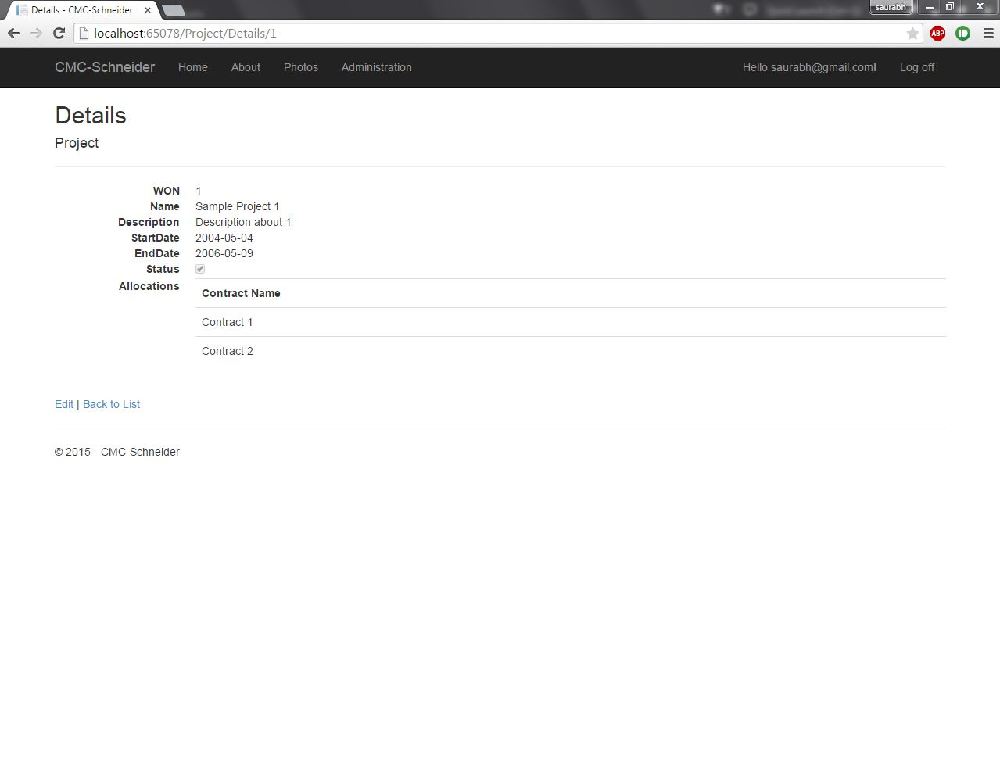 Details - CMC-Schneider
saurabh
localhost:65078/Project/Details/1
ABP
CMC-Schneider Home About Photos Administration Hello saurabh@gmail.com! Log off
Details
Project
WON 1
Name Sample Project 1
Description Description about 1
StartDate 2004-05-04
EndDate 2006-05-09
Status
Allocations
Contract Name
Contract 1
Contract 2
Edit | Back to List
© 2015 - CMC-Schneider